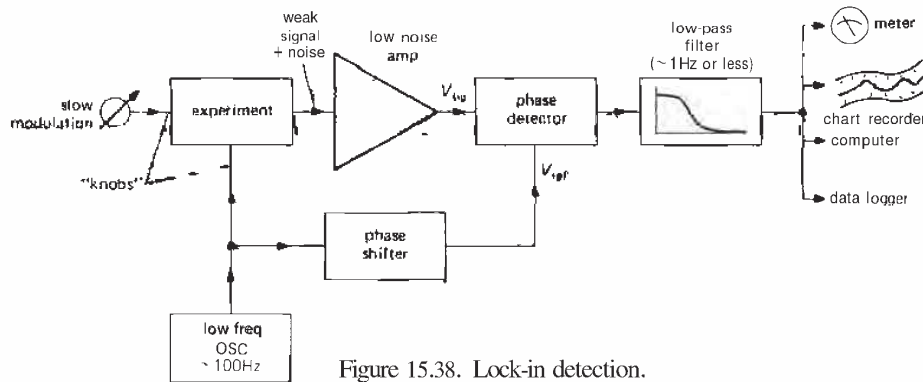 weak
signal
+ noise
low noise
amp
low-pass
filter
(~1Hz or less)
meter
slow
modulation
experiment
phase
detector
chart recorder
computer
"knobs"
data logger
phase
shifter
low freq
OSC
~ 100Hz
Figure 15.38. Lock-in detection.